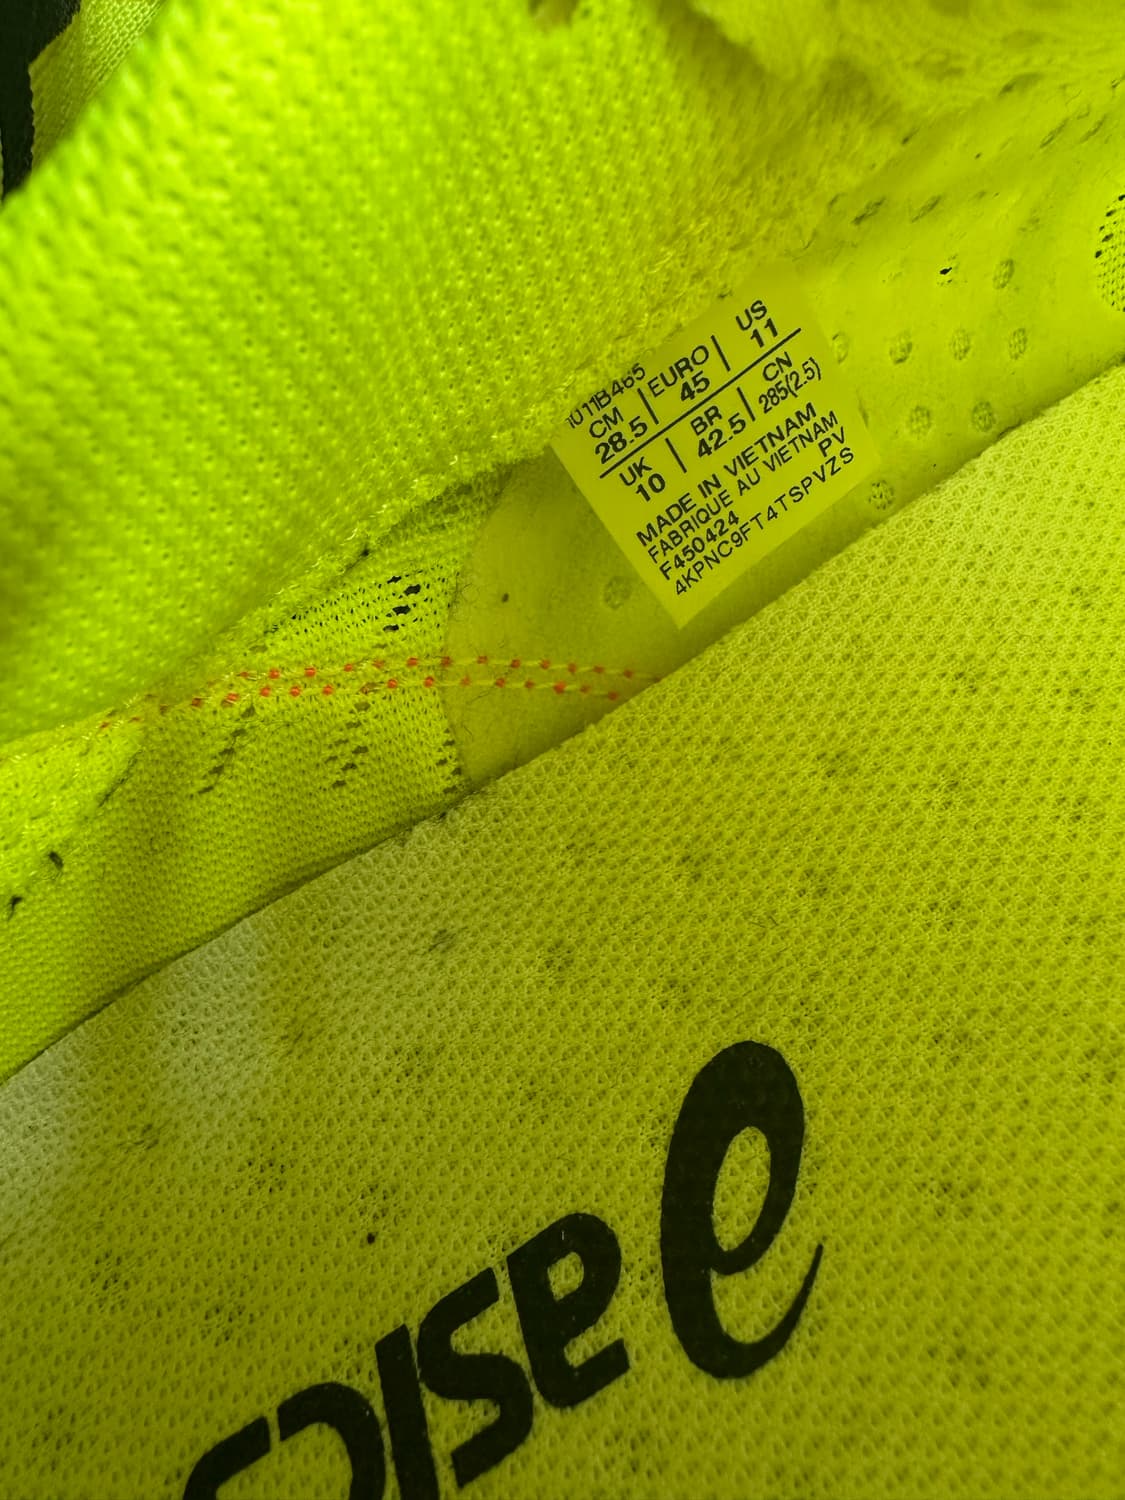 1011B465
CM | EURO | US
28.5 | 45 | 11
UK | BR | CN
10 | 42.5 | 285(2.5)
MADE IN VIETNAM
FABRIQUE AU VIETNAM
F450424 PV
4KPNC9FT4TSPVZS
asics